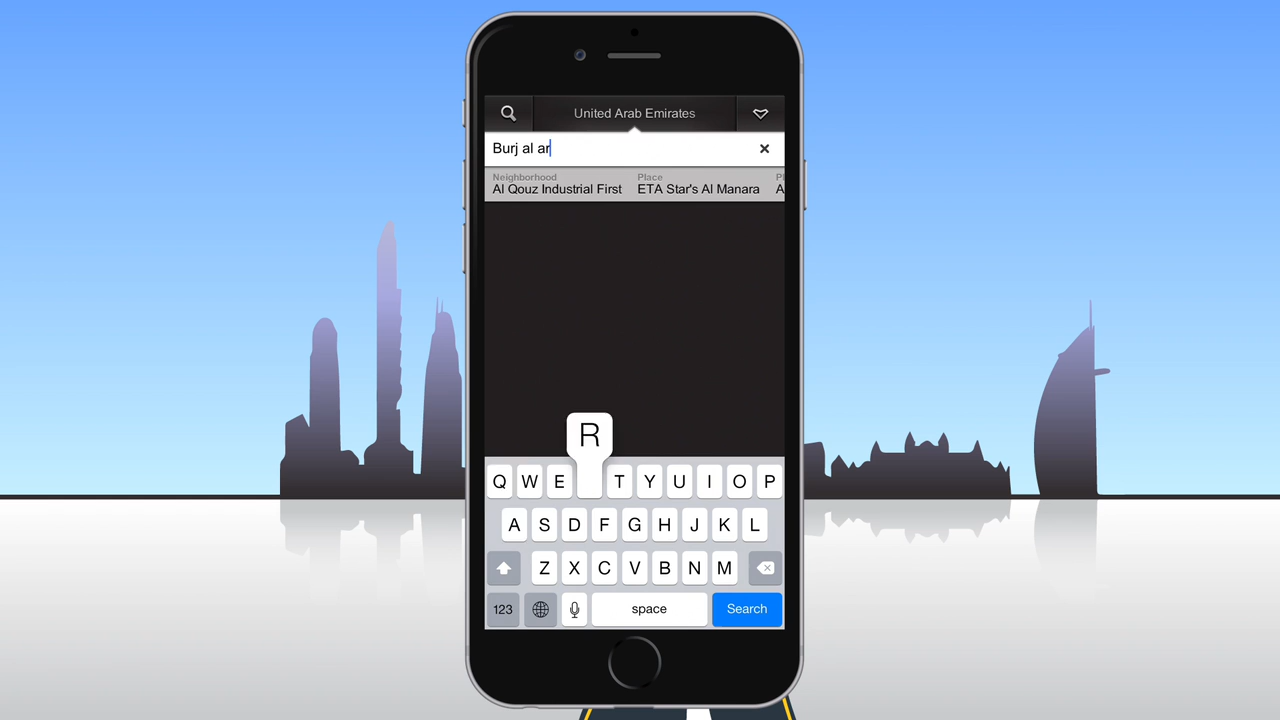 United Arab Emirates
Burj al ar
Neighborhood Place Pl
Al Qouz Industrial First ETA Star's Al Manara A
R
Q W E T Y U I O P
A S D F G H J K L
Z X C V B N M
123 space Search